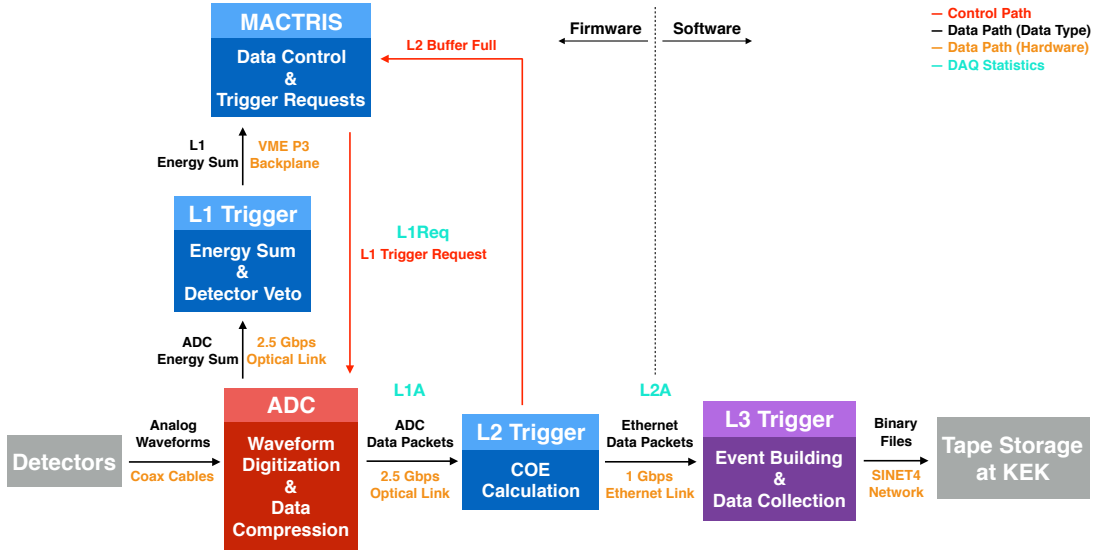 MACTRIS
Data Control
&
Trigger Requests
L2 Buffer Full
Firmware
Software
— Control Path
— Data Path (Data Type)
— Data Path (Hardware)
— DAQ Statistics
L1
Energy Sum
VME P3
Backplane
L1 Trigger
Energy Sum
&
Detector Veto
L1Req
L1 Trigger Request
ADC
Energy Sum
2.5 Gbps
Optical Link
Detectors
Analog
Waveforms
Coax Cables
ADC
Waveform
Digitization
&
Data
Compression
L1A
ADC
Data Packets
2.5 Gbps
Optical Link
L2 Trigger
COE
Calculation
L2A
Ethernet
Data Packets
1 Gbps
Ethernet Link
L3 Trigger
Event Building
&
Data Collection
Binary
Files
SINET4
Network
Tape Storage
at KEK